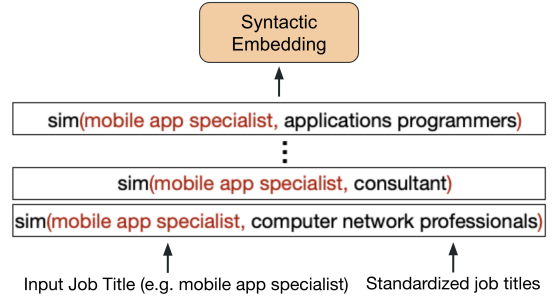 Syntactic
Embedding
sim(mobile app specialist, applications programmers)
sim(mobile app specialist, consultant)
sim(mobile app specialist, computer network professionals)
Input Job Title (e.g. mobile app specialist) Standardized job titles